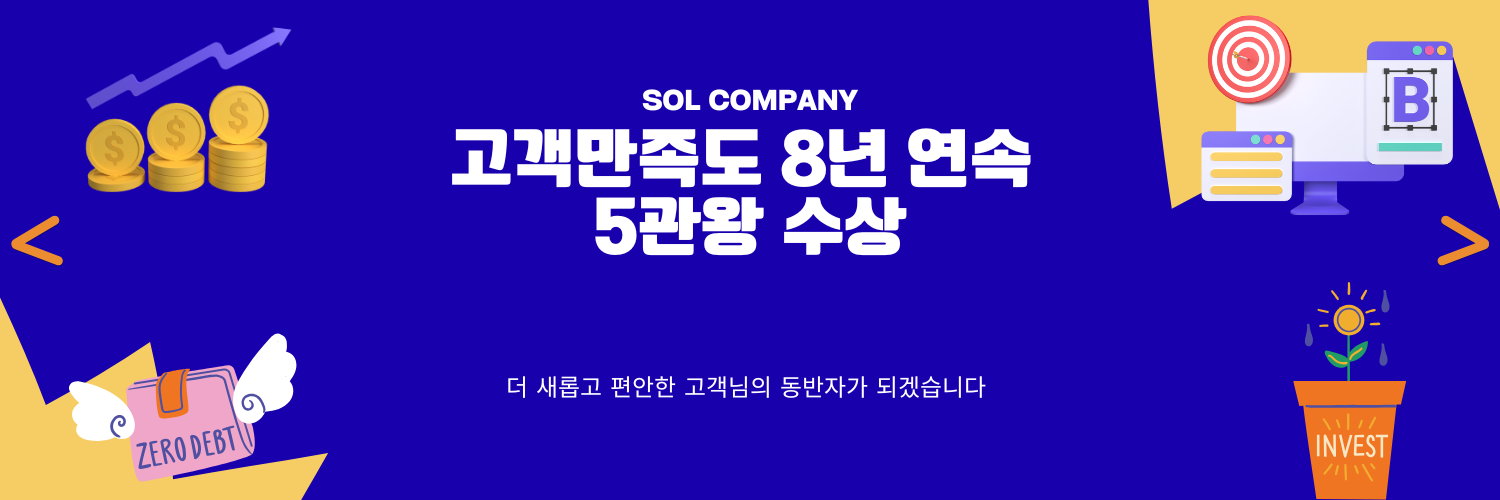 SOL COMPANY
고객만족도 8년 연속
5관왕 수상
더 새롭고 편안한 고객님의 동반자가 되겠습니다
$ $ $
B
<
>
ZERO DEBT
INVEST